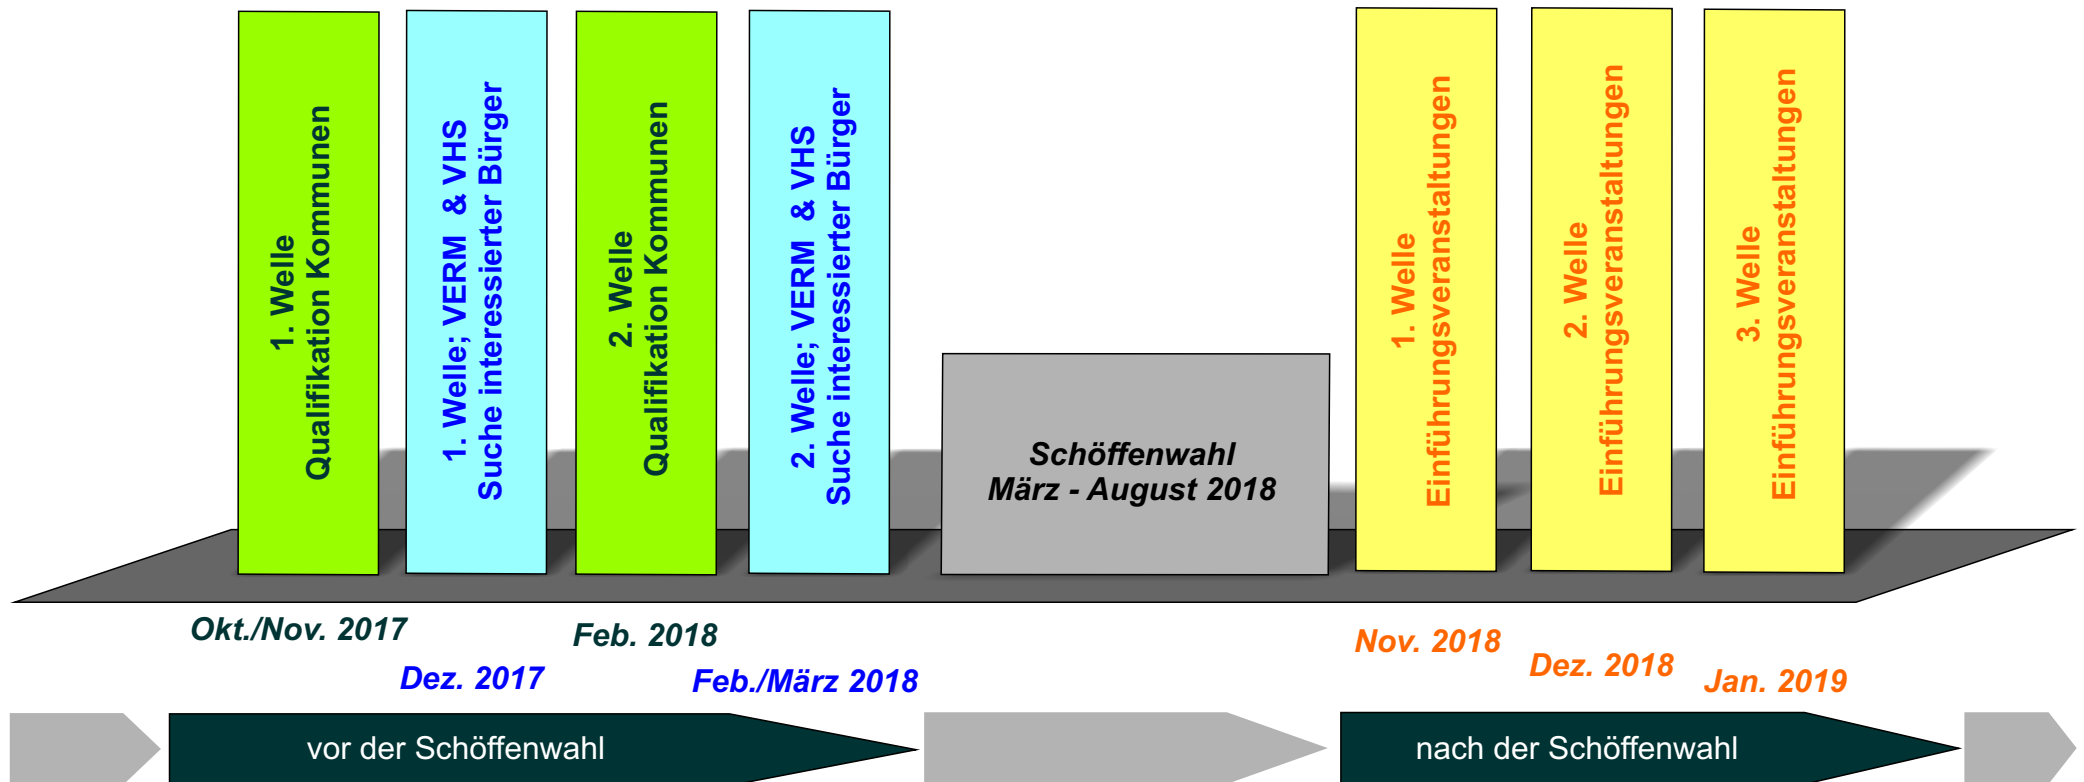 1. Welle
Qualifikation Kommunen
1. Welle; VERM & VHS
Suche interessierter Bürger
2. Welle
Qualifikation Kommunen
2. Welle; VERM & VHS
Suche interessierter Bürger
Schöffenwahl
März - August 2018
1. Welle
Einführungsveranstaltungen
2. Welle
Einführungsveranstaltungen
3. Welle
Einführungsveranstaltungen
Okt./Nov. 2017
Dez. 2017
Feb. 2018
Feb./März 2018
Nov. 2018
Dez. 2018
Jan. 2019
vor der Schöffenwahl
nach der Schöffenwahl